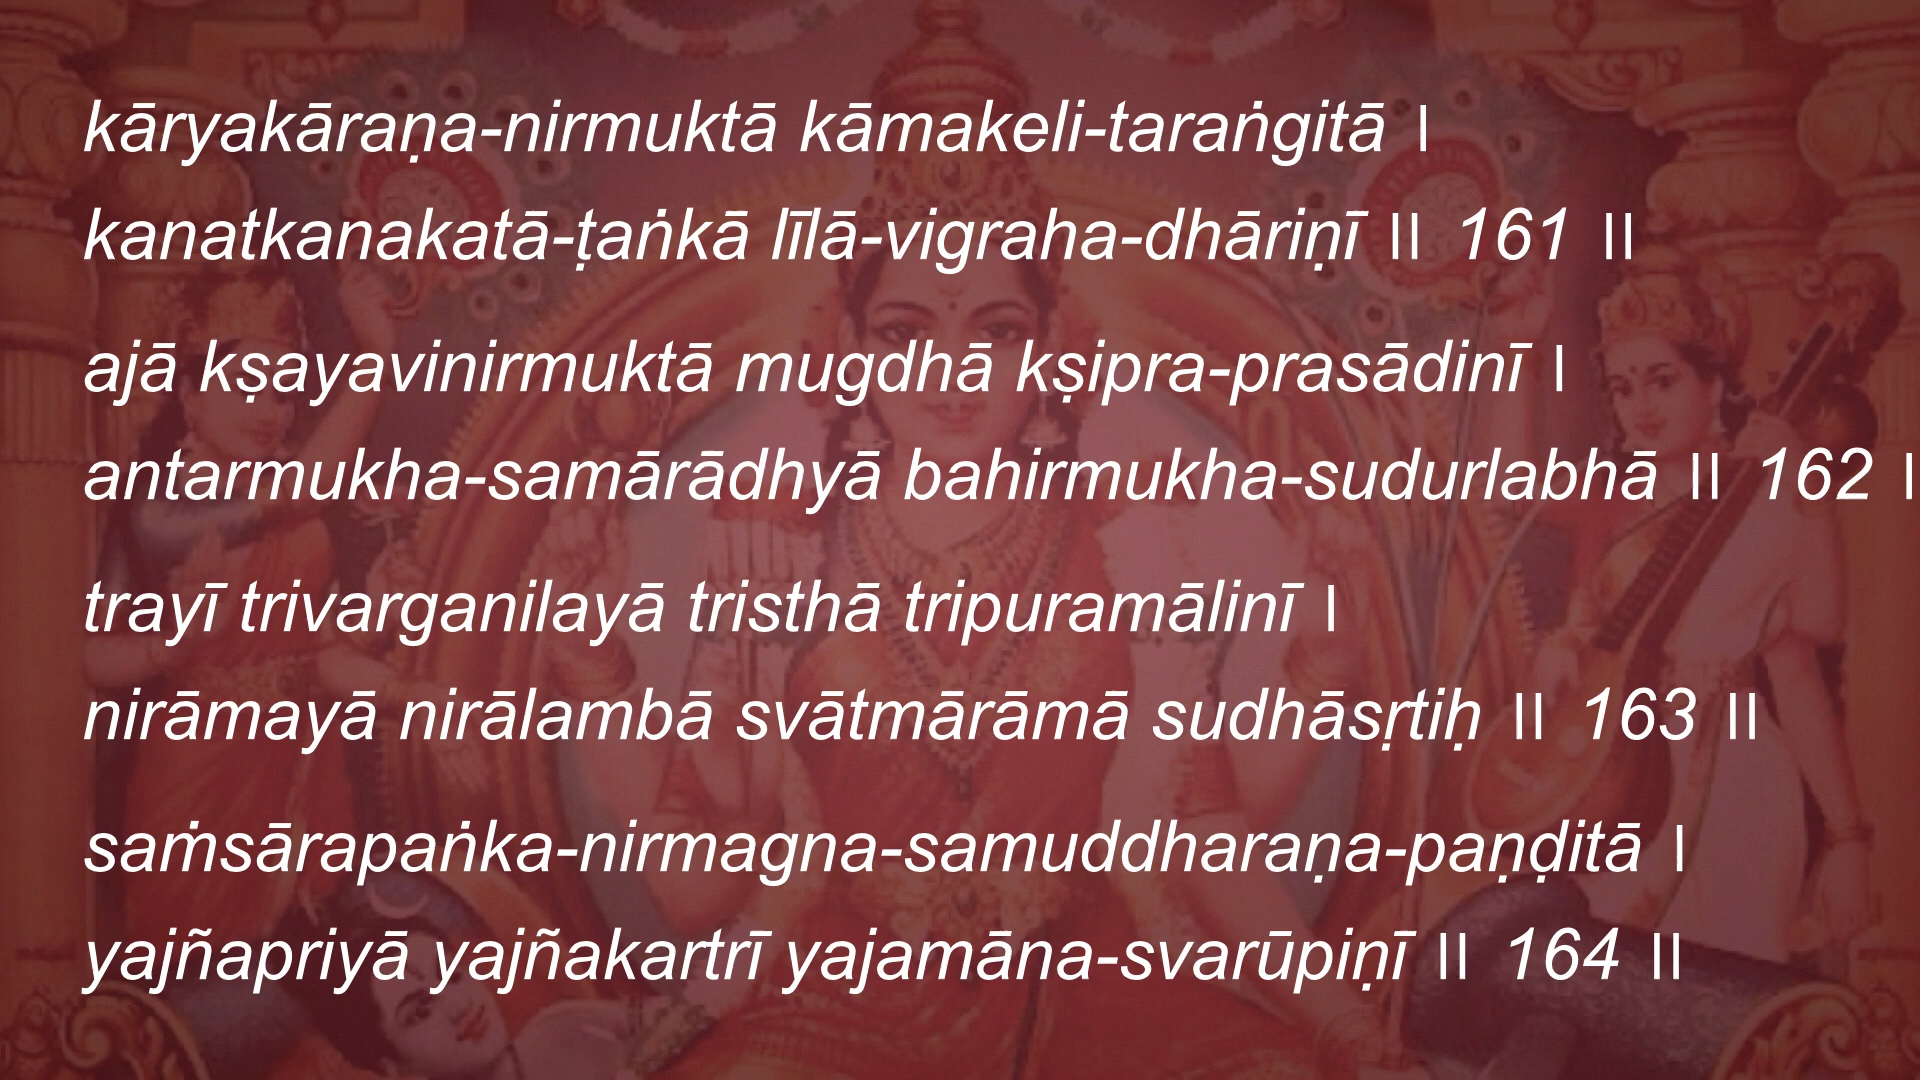 kāryakāraṇa-nirmuktā kāmakeli-taraṅgitā ।
kanatkanakatā-ṭaṅkā līlā-vigraha-dhāriṇī ॥ 161 ॥
ajā kṣayavinirmuktā mugdhā kṣipra-prasādinī ।
antarmukha-samārādhyā bahirmukha-sudurlabhā ॥ 162 ।
trayī trivarganilayā tristhā tripuramālinī ।
nirāmayā nirālambā svātmārāmā sudhāsṛtiḥ ॥ 163 ॥
saṁsārapaṅka-nirmagna-samuddharaṇa-paṇḍitā ।
yajñapriyā yajñakartrī yajamāna-svarūpiṇī ॥ 164 ॥